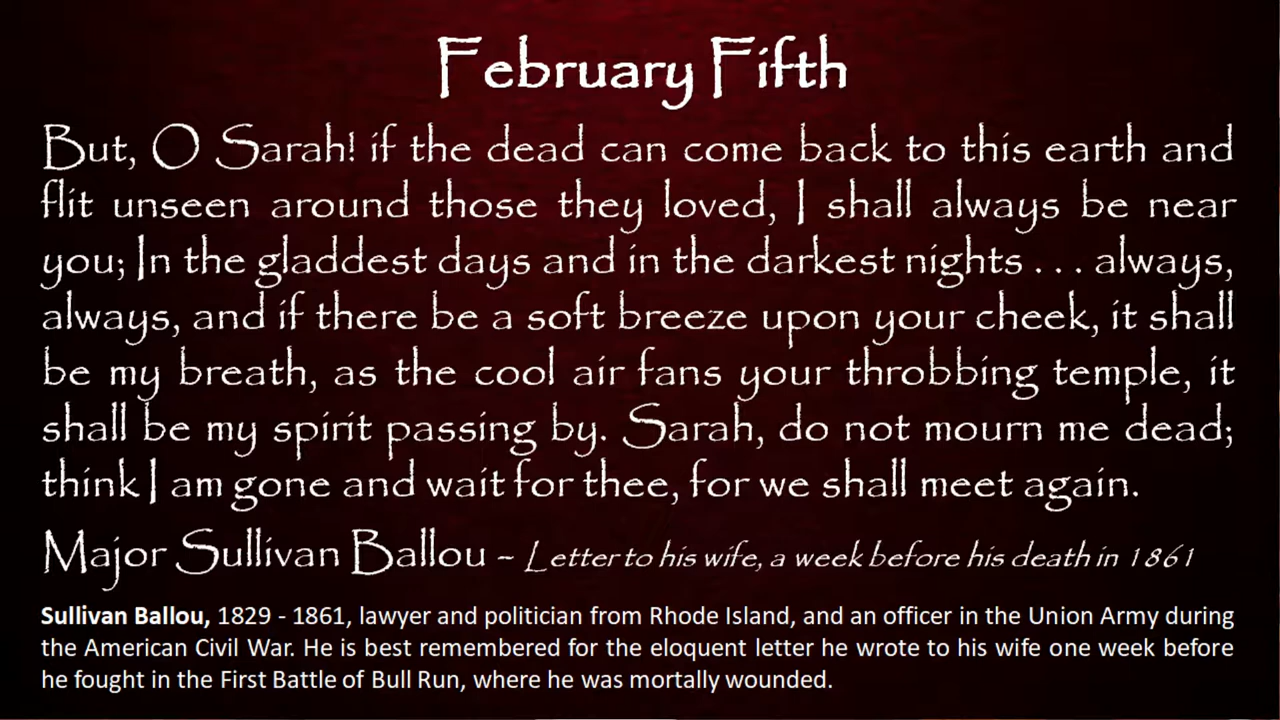 February Fifth
But, O Sarah! if the dead can come back to this earth and
flit unseen around those they loved, I shall always be near
you; In the gladdest days and in the darkest nights . . . always,
always, and if there be a soft breeze upon your cheek, it shall
be my breath, as the cool air fans your throbbing temple, it
shall be my spirit passing by. Sarah, do not mourn me dead;
think I am gone and wait for thee, for we shall meet again.
Major Sullivan Ballou – Letter to his wife, a week before his death in 1861
Sullivan Ballou, 1829 - 1861, lawyer and politician from Rhode Island, and an officer in the Union Army during
the American Civil War. He is best remembered for the eloquent letter he wrote to his wife one week before
he fought in the First Battle of Bull Run, where he was mortally wounded.